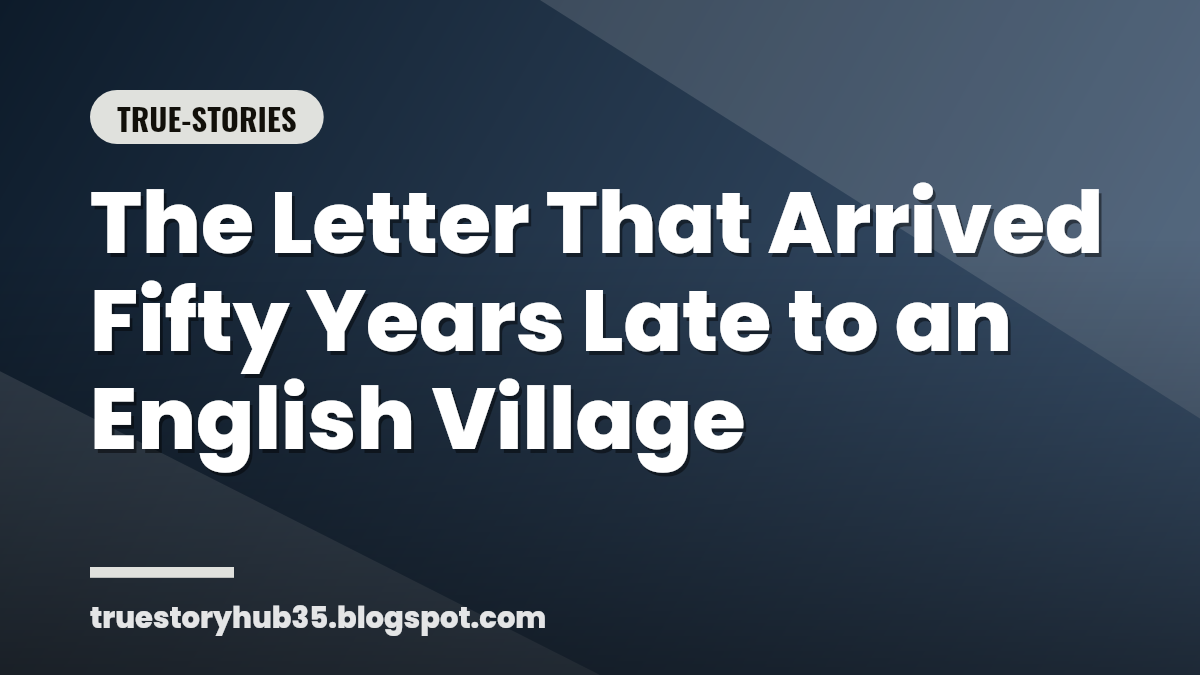 TRUE-STORIES
The Letter That Arrived
Fifty Years Late to an
English Village
truestoryhub35.blogspot.com